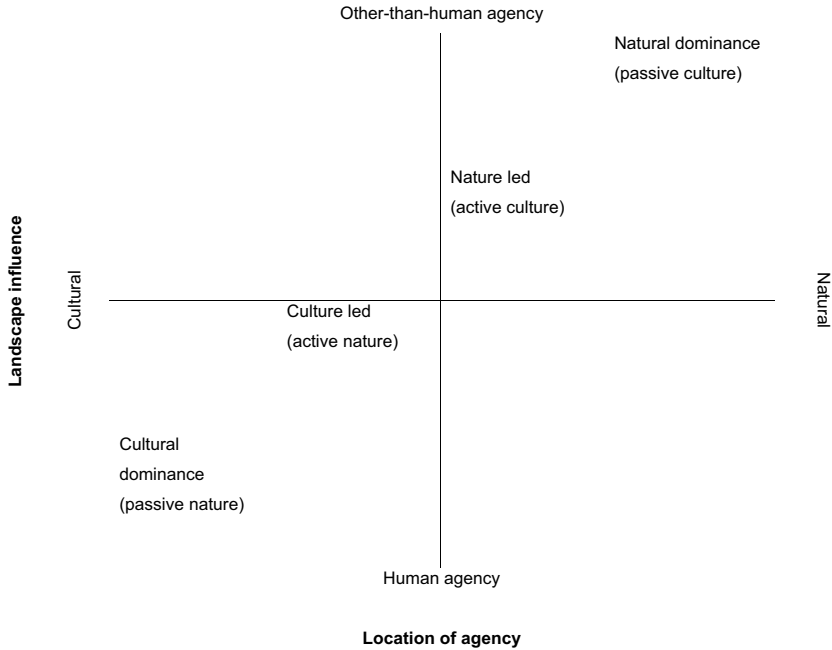 Other-than-human agency
Natural dominance
(passive culture)
Nature led
(active culture)
Landscape influence
Cultural
Natural
Culture led
(active nature)
Cultural
dominance
(passive nature)
Human agency
Location of agency